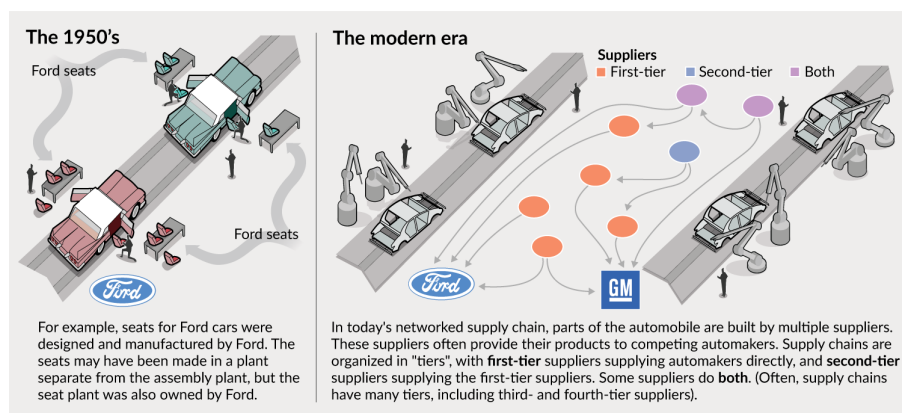 The 1950's
Ford seats
Ford seats
Ford
For example, seats for Ford cars were
designed and manufactured by Ford. The
seats may have been made in a plant
separate from the assembly plant, but the
seat plant was also owned by Ford.
The modern era
Suppliers
First-tier
Second-tier
Both
Ford
GM
In today's networked supply chain, parts of the automobile are built by multiple suppliers.
These suppliers often provide their products to competing automakers. Supply chains are
organized in "tiers", with first-tier suppliers supplying automakers directly, and second-tier
suppliers supplying the first-tier suppliers. Some suppliers do both. (Often, supply chains
have many tiers, including third- and fourth-tier suppliers).